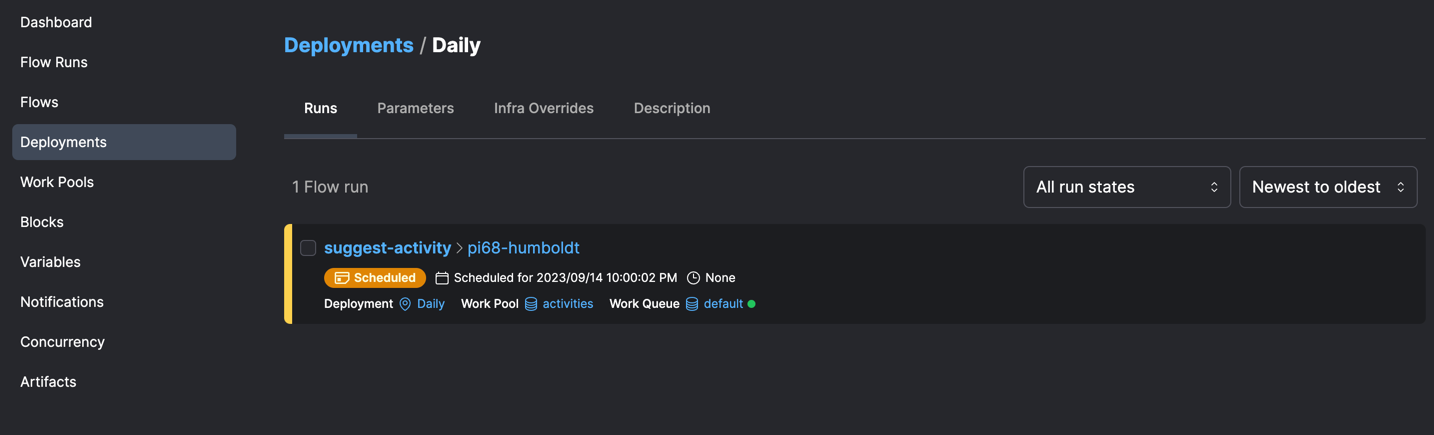 Dashboard
Flow Runs
Flows
Deployments
Work Pools
Blocks
Variables
Notifications
Concurrency
Artifacts
Deployments / Daily
Runs Parameters Infra Overrides Description
1 Flow run
All run states
Newest to oldest
suggest-activity > pi68-humboldt
Scheduled Scheduled for 2023/09/14 10:00:02 PM None
Deployment Daily Work Pool activities Work Queue default